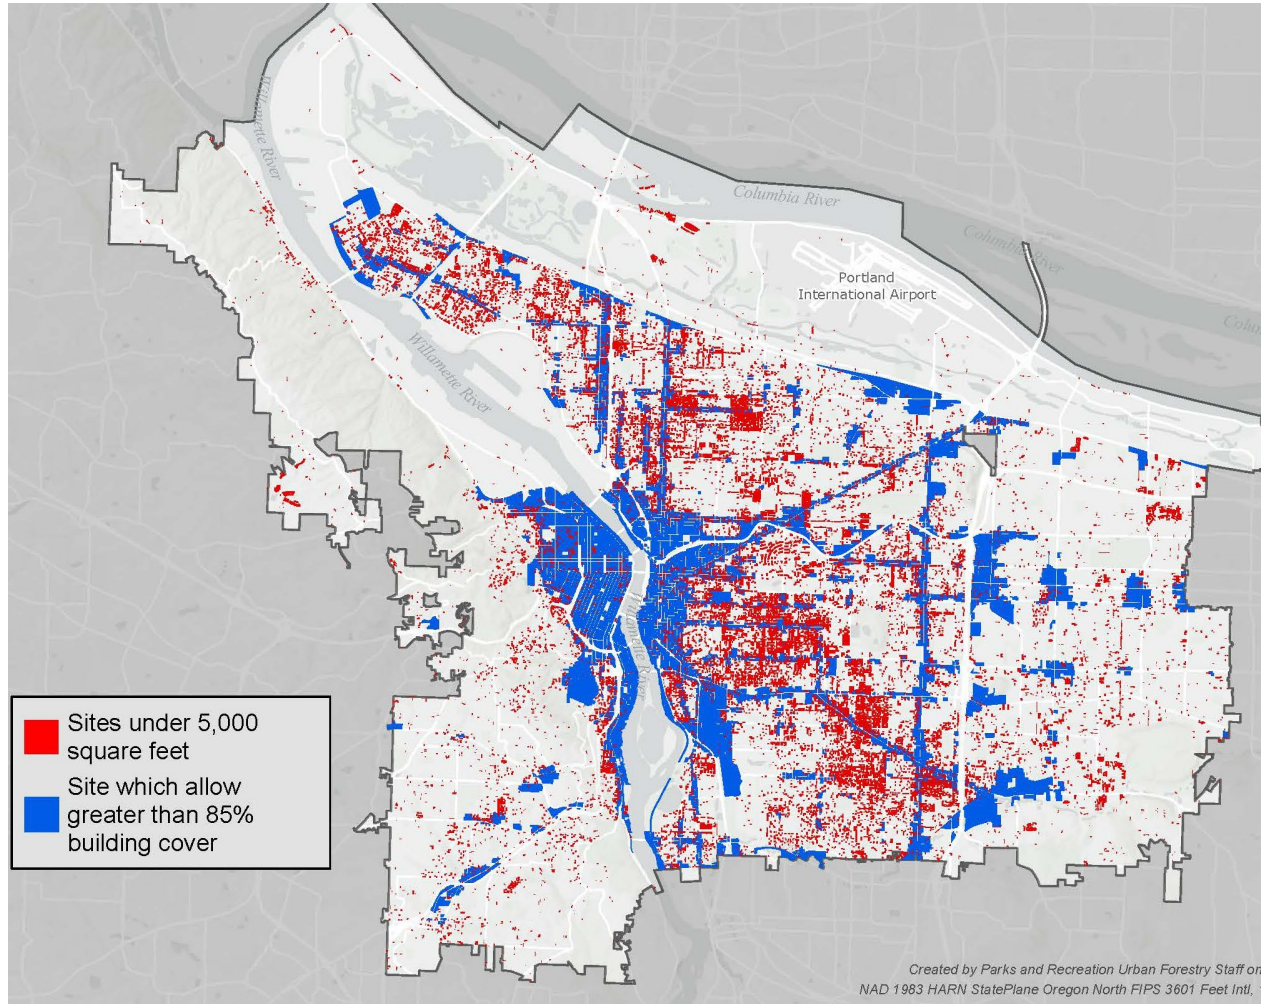 Willamette River
Columbia River
Columbia River
Portland
International Airport
Willamette River
Willamette River
Sites under 5,000
square feet
Site which allow
greater than 85%
building cover
Created by Parks and Recreation Urban Forestry Staff on
NAD 1983 HARN StatePlane Oregon North FIPS 3601 Feet Intl,